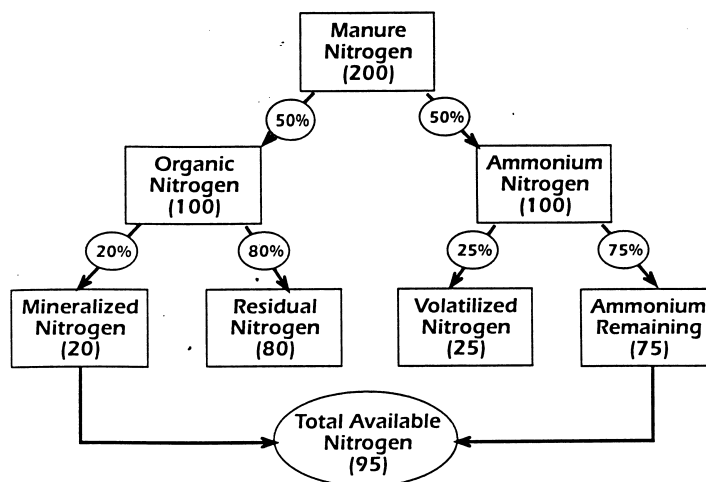 Manure
Nitrogen
(200)
50%
50%
Organic
Nitrogen
(100)
Ammonium
Nitrogen
(100)
20%
80%
25%
75%
Mineralized
Nitrogen
(20)
Residual
Nitrogen
(80)
Volatilized
Nitrogen
(25)
Ammonium
Remaining
(75)
Total Available
Nitrogen
(95)